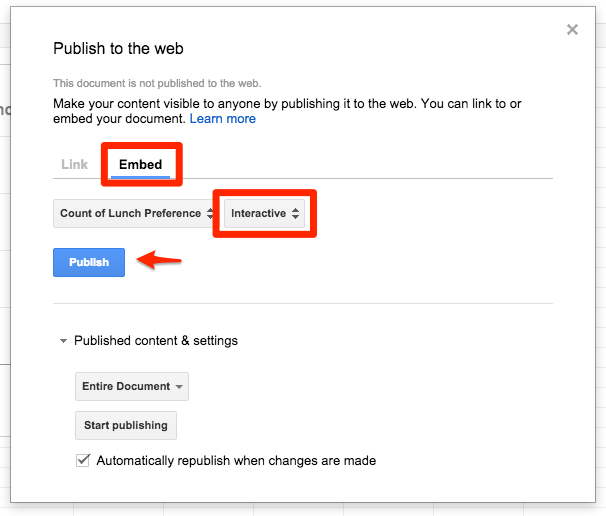 Publish to the web
This document is not published to the web.
Make your content visible to anyone by publishing it to the web. You can link to or
embed your document. Learn more
Link Embed
Count of Lunch Preference Interactive
Publish
Published content & settings
Entire Document
Start publishing
Automatically republish when changes are made